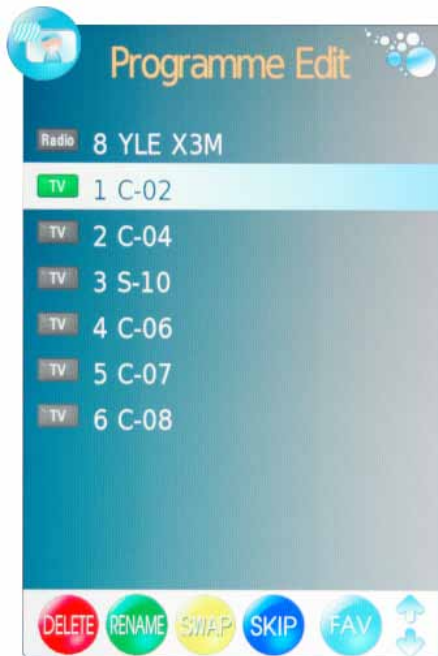 Programme Edit
Radio 8 YLE X3M
TV 1 C-02
TV 2 C-04
TV 3 S-10
TV 4 C-06
TV 5 C-07
TV 6 C-08
DELETE RENAME SWAP SKIP FAV